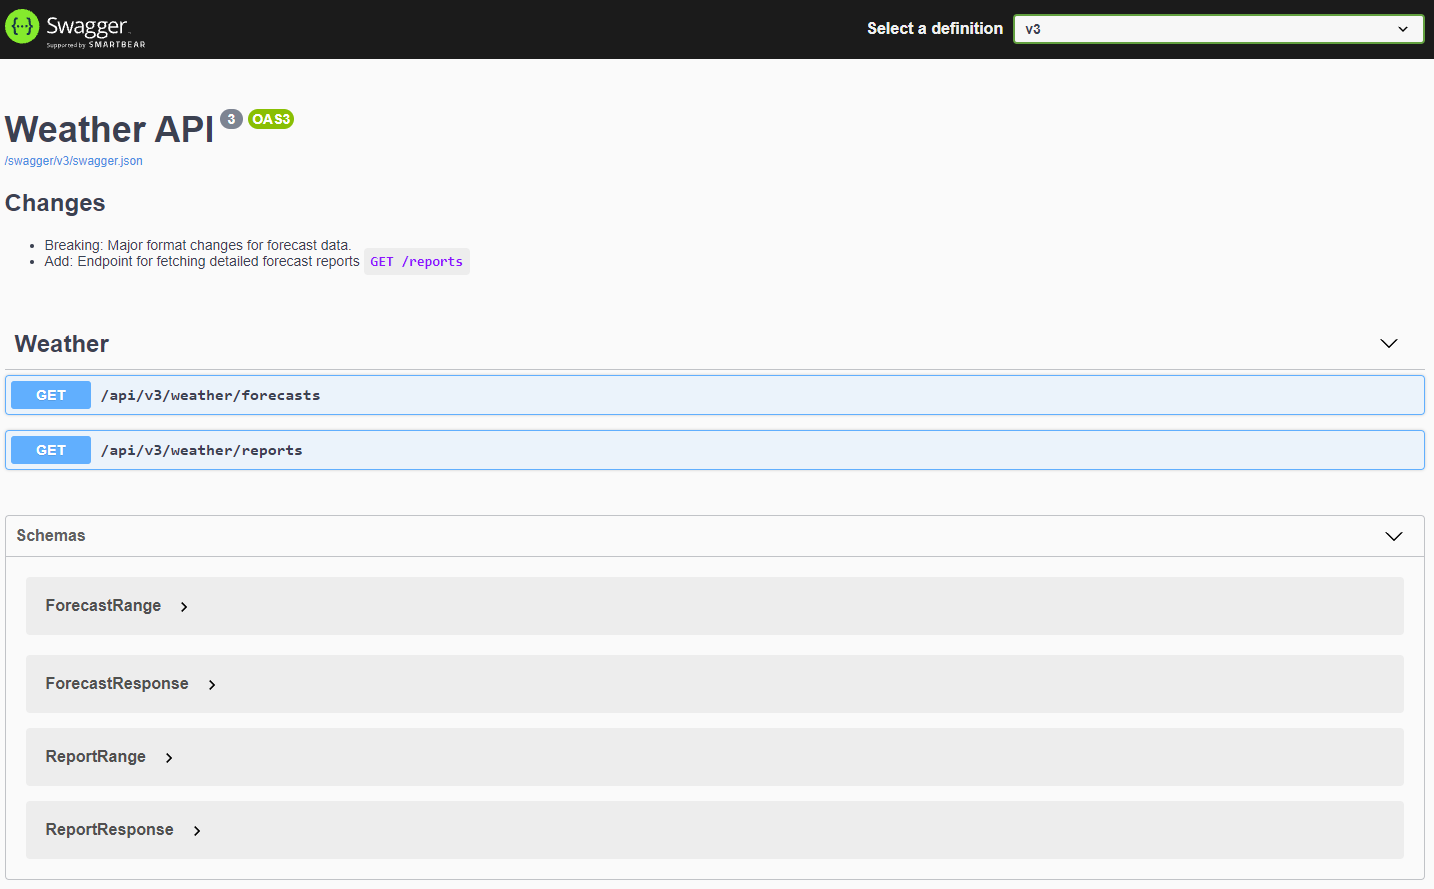 Swagger
Supported by SMARTBEAR
Select a definition
v3
Weather API 3 OAS3
/swagger/v3/swagger.json
Changes
Breaking: Major format changes for forecast data.
Add: Endpoint for fetching detailed forecast reports GET /reports
Weather
GET /api/v3/weather/forecasts
GET /api/v3/weather/reports
Schemas
ForecastRange
ForecastResponse
ReportRange
ReportResponse